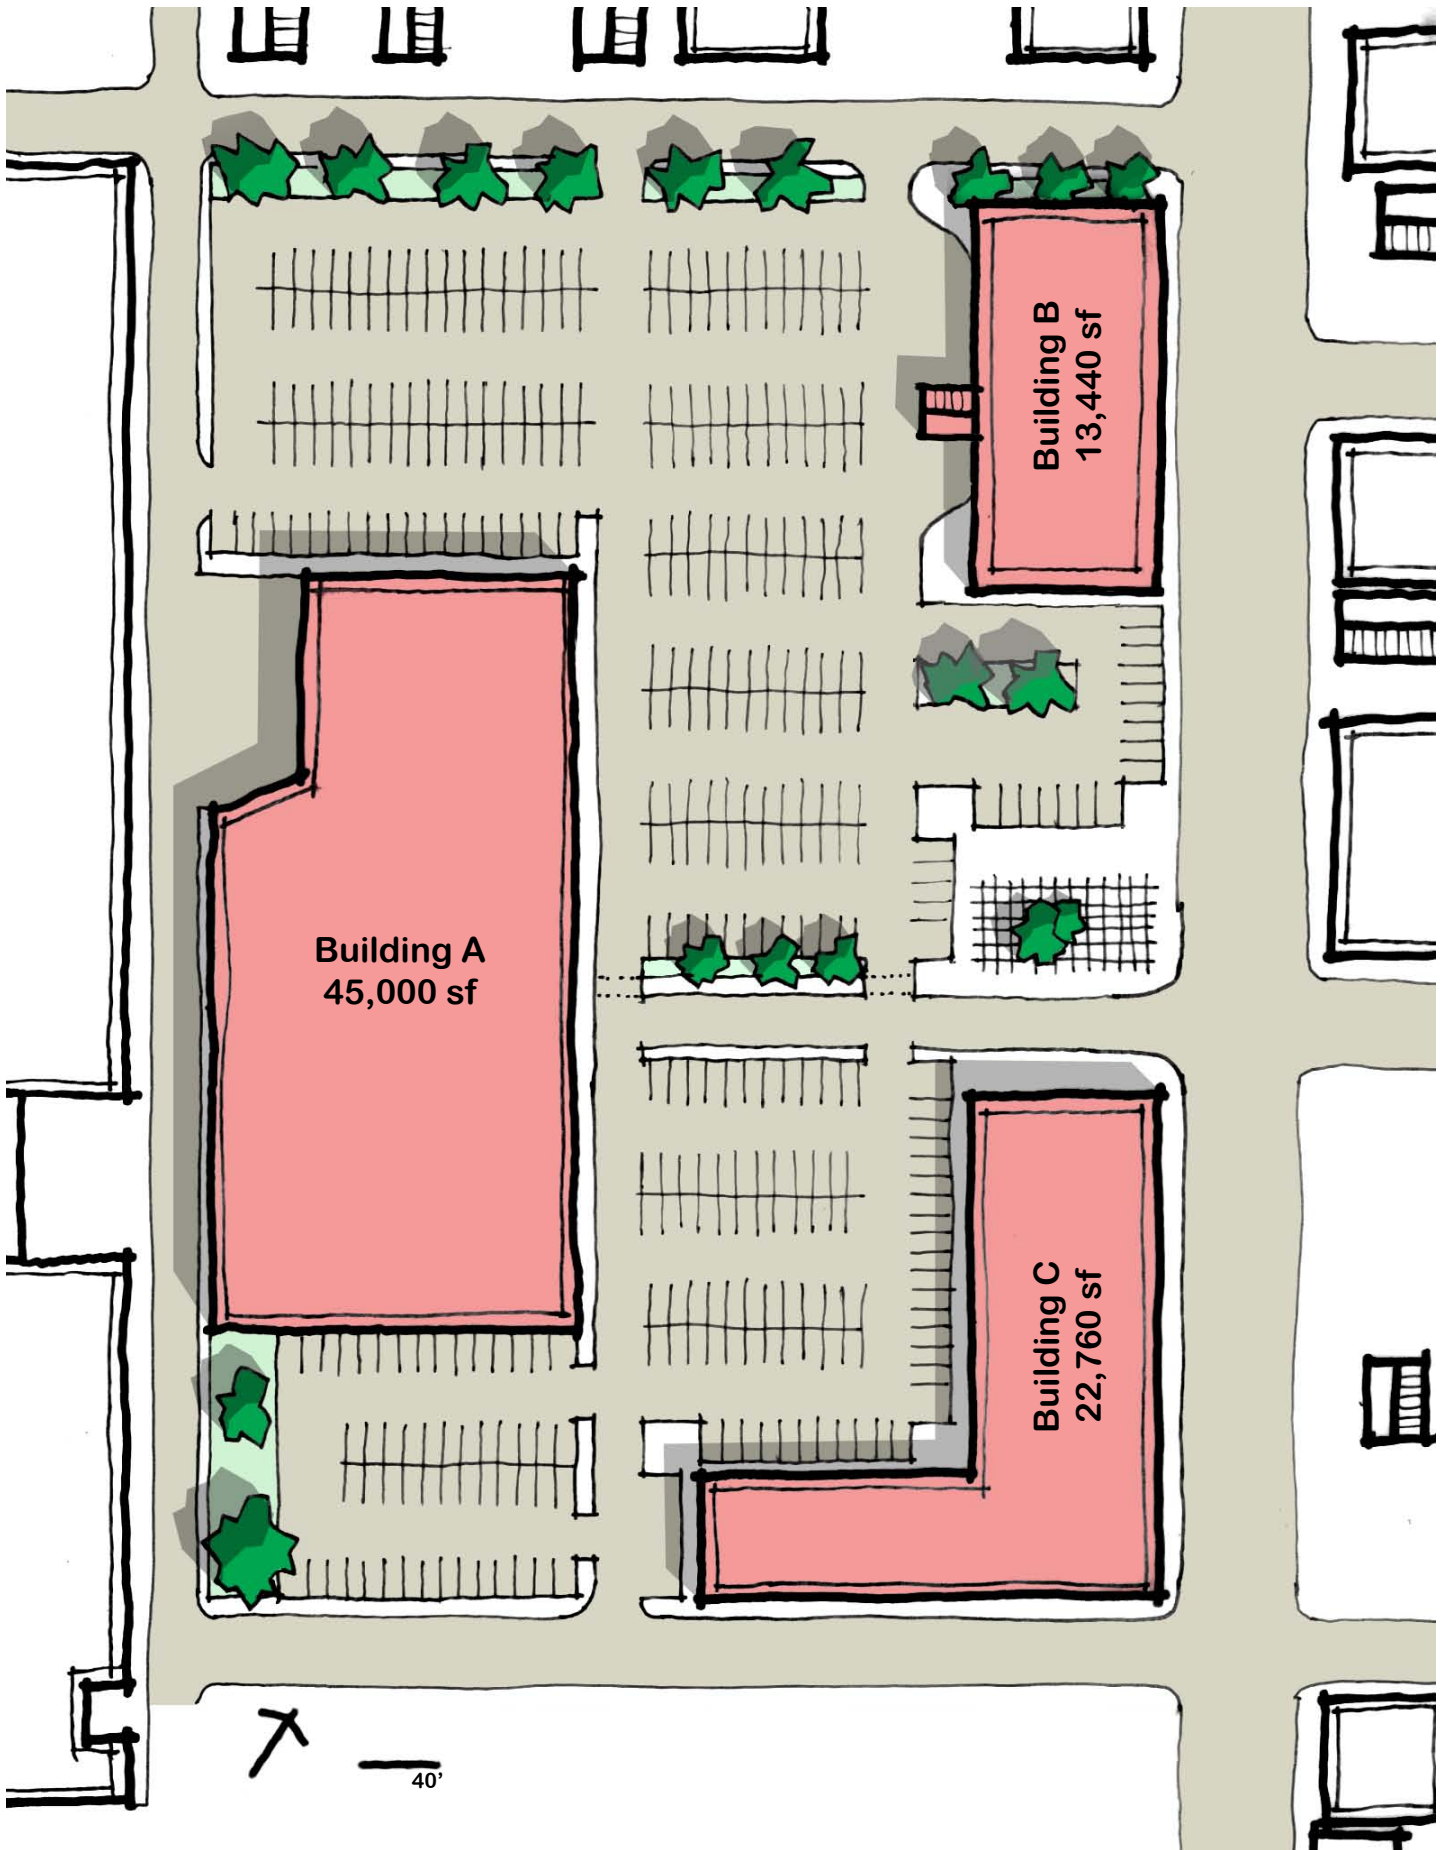 Building B
13,440 sf
Building A
45,000 sf
Building C
22,760 sf
40’